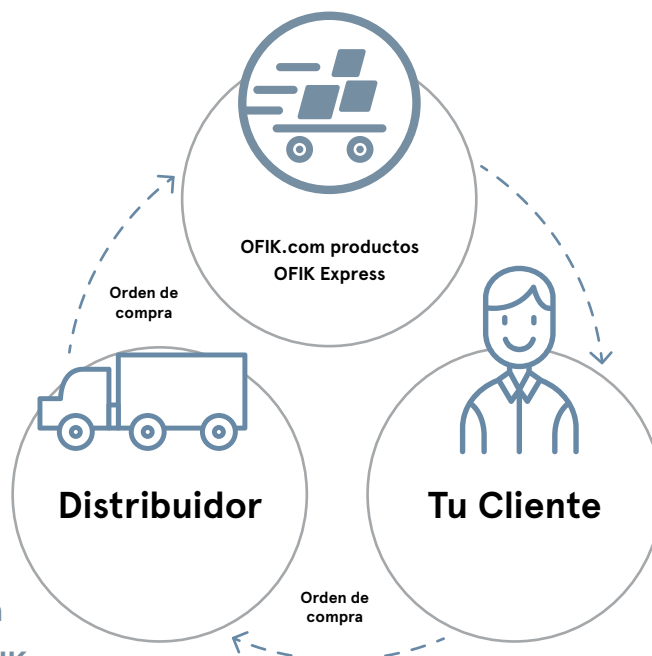 OFIK.com productos
OFIK Express
Orden de
compra
Distribuidor
Tu Cliente
Orden de
compra